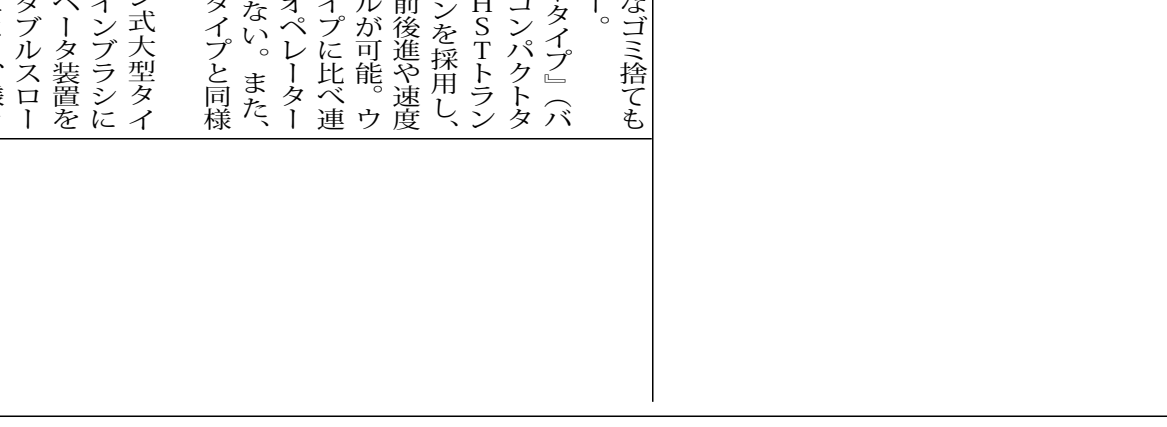 なゴミ捨ても
ー。
タイプ』（バ
コンパクトタ
HSTトラン
ンを採用し、
前後進や速度
ルが可能。ウ
イプに比べ連
オペレーター
ない。また、
タイプと同様
ン式大型タイ
インブラシに
ベータ装置を
ダブルスロー